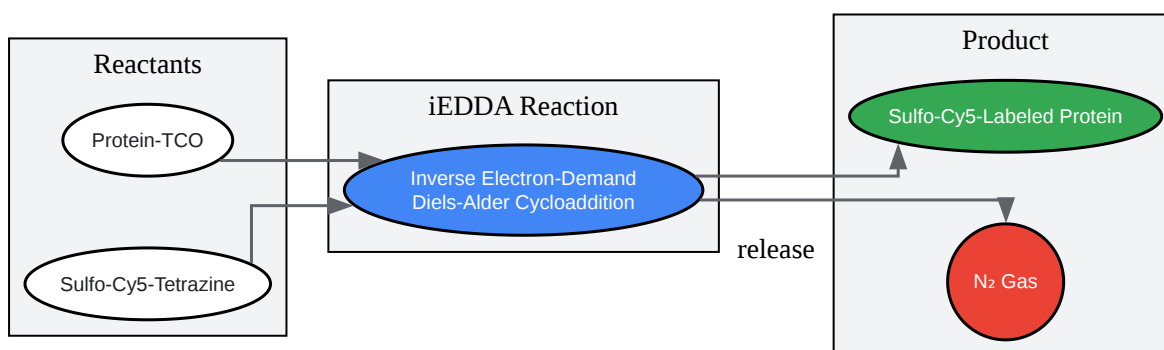 Reactants
Protein-TCO
Sulfo-Cy5-Tetrazine
iEDDA Reaction
Inverse Electron-Demand
Diels-Alder Cycloaddition
release
Product
Sulfo-Cy5-Labeled Protein
N₂ Gas